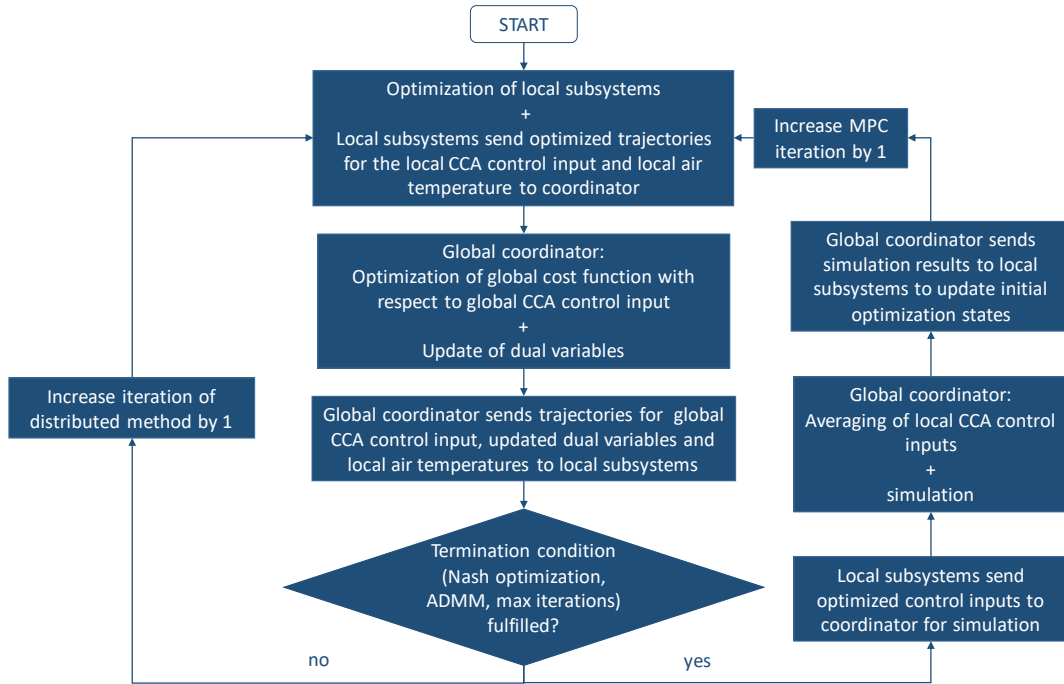 START
Optimization of local subsystems
+
Local subsystems send optimized trajectories
for the local CCA control input and local air
temperature to coordinator
Increase MPC
iteration by 1
Global coordinator:
Optimization of global cost function with
respect to global CCA control input
+
Update of dual variables
Global coordinator sends
simulation results to local
subsystems to update initial
optimization states
Increase iteration of
distributed method by 1
Global coordinator sends trajectories for global
CCA control input, updated dual variables and
local air temperatures to local subsystems
Global coordinator:
Averaging of local CCA control
inputs
+
simulation
Termination condition
(Nash optimization,
ADMM, max iterations)
fulfilled?
Local subsystems send
optimized control inputs to
coordinator for simulation
no
yes